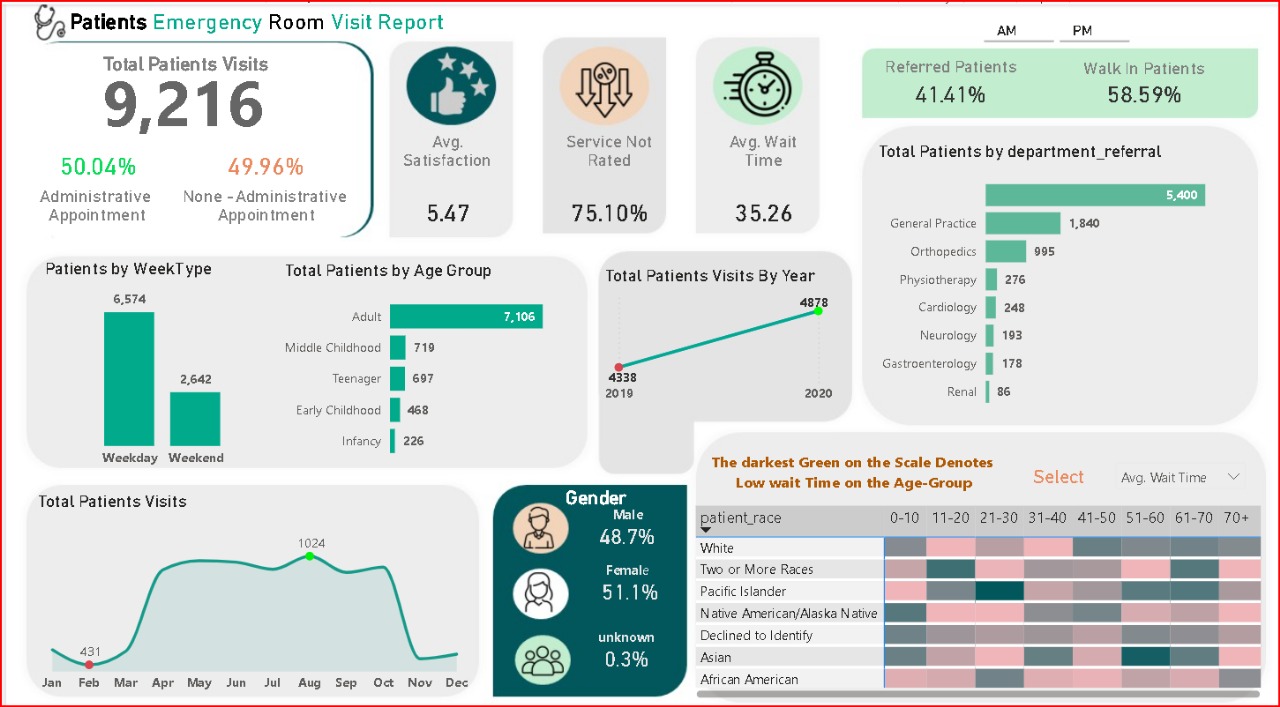 Patients Emergency Room Visit Report
Total Patients Visits
9,216
50.04%
Administrative
Appointment
49.96%
None - Administrative
Appointment
Avg.
Satisfaction
5.47
Service Not
Rated
75.10%
Avg. Wait
Time
35.26
AM
PM
Referred Patients
41.41%
Walk In Patients
58.59%
Patients by WeekType
6,574
2,642
Weekday
Weekend
Total Patients by Age Group
Adult 7,106
Middle Childhood 719
Teenager 697
Early Childhood 468
Infancy 226
Total Patients Visits By Year
4878
4338
2019
2020
Total Patients by department_referral
5,400
General Practice 1,840
Orthopedics 995
Physiotherapy 276
Cardiology 248
Neurology 193
Gastroenterology 178
Renal 86
Total Patients Visits
1024
431
Jan Feb Mar Apr May Jun Jul Aug Sep Oct Nov Dec
Gender
Male
48.7%
Female
51.1%
unknown
0.3%
The darkest Green on the Scale Denotes
Low wait Time on the Age-Group
Select
Avg. Wait Time
patient_race 0-10 11-20 21-30 31-40 41-50 51-60 61-70 70+
White
Two or More Races
Pacific Islander
Native American/Alaska Native
Declined to Identify
Asian
African American